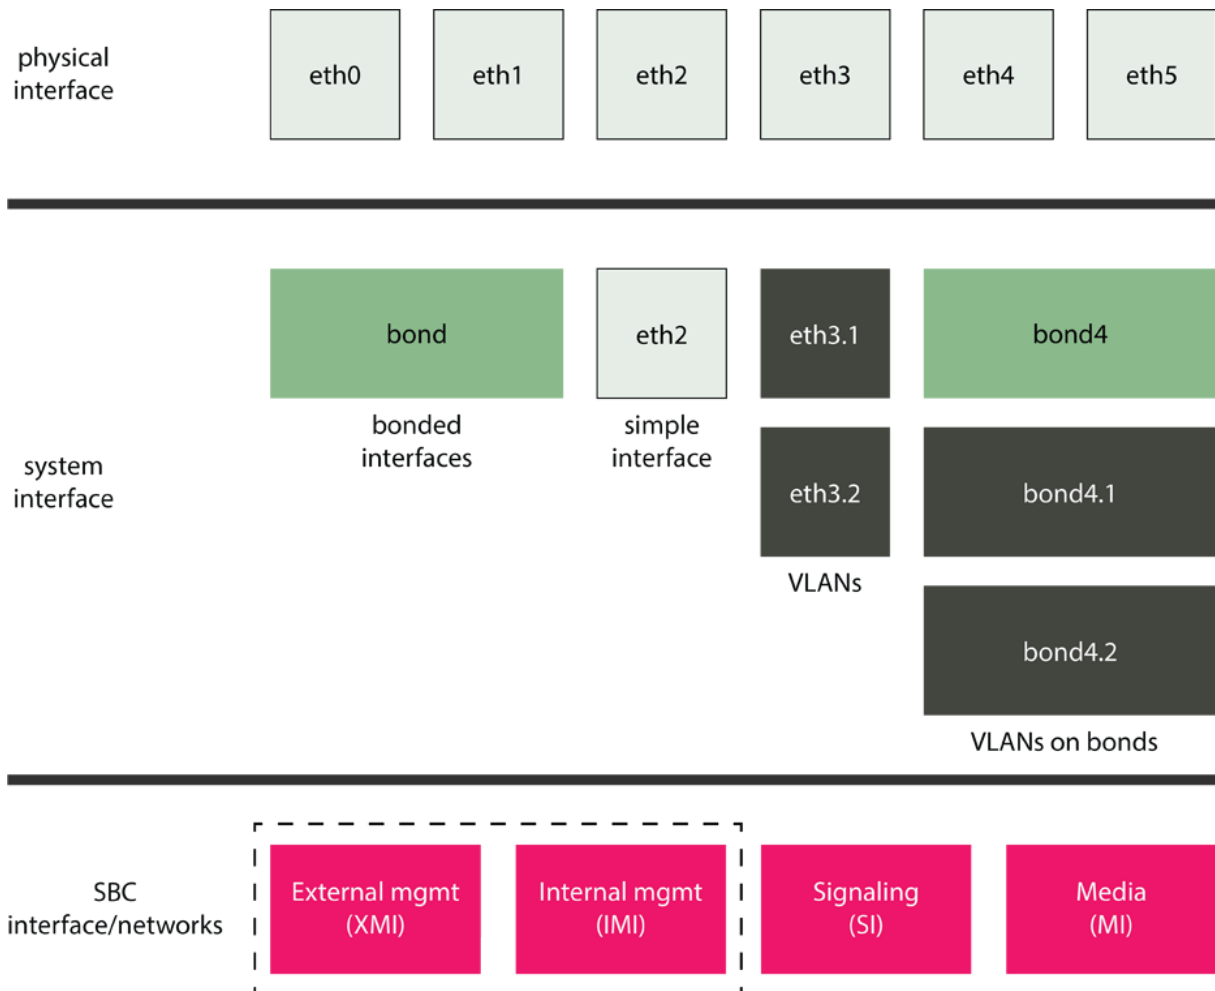 physical
interface
eth0
eth1
eth2
eth3
eth4
eth5
system
interface
bond
bonded
interfaces
eth2
simple
interface
eth3.1
eth3.2
VLANs
bond4
bond4.1
bond4.2
VLANs on bonds
SBC
interface/networks
External mgmt
(XMI)
Internal mgmt
(IMI)
Signaling
(SI)
Media
(MI)